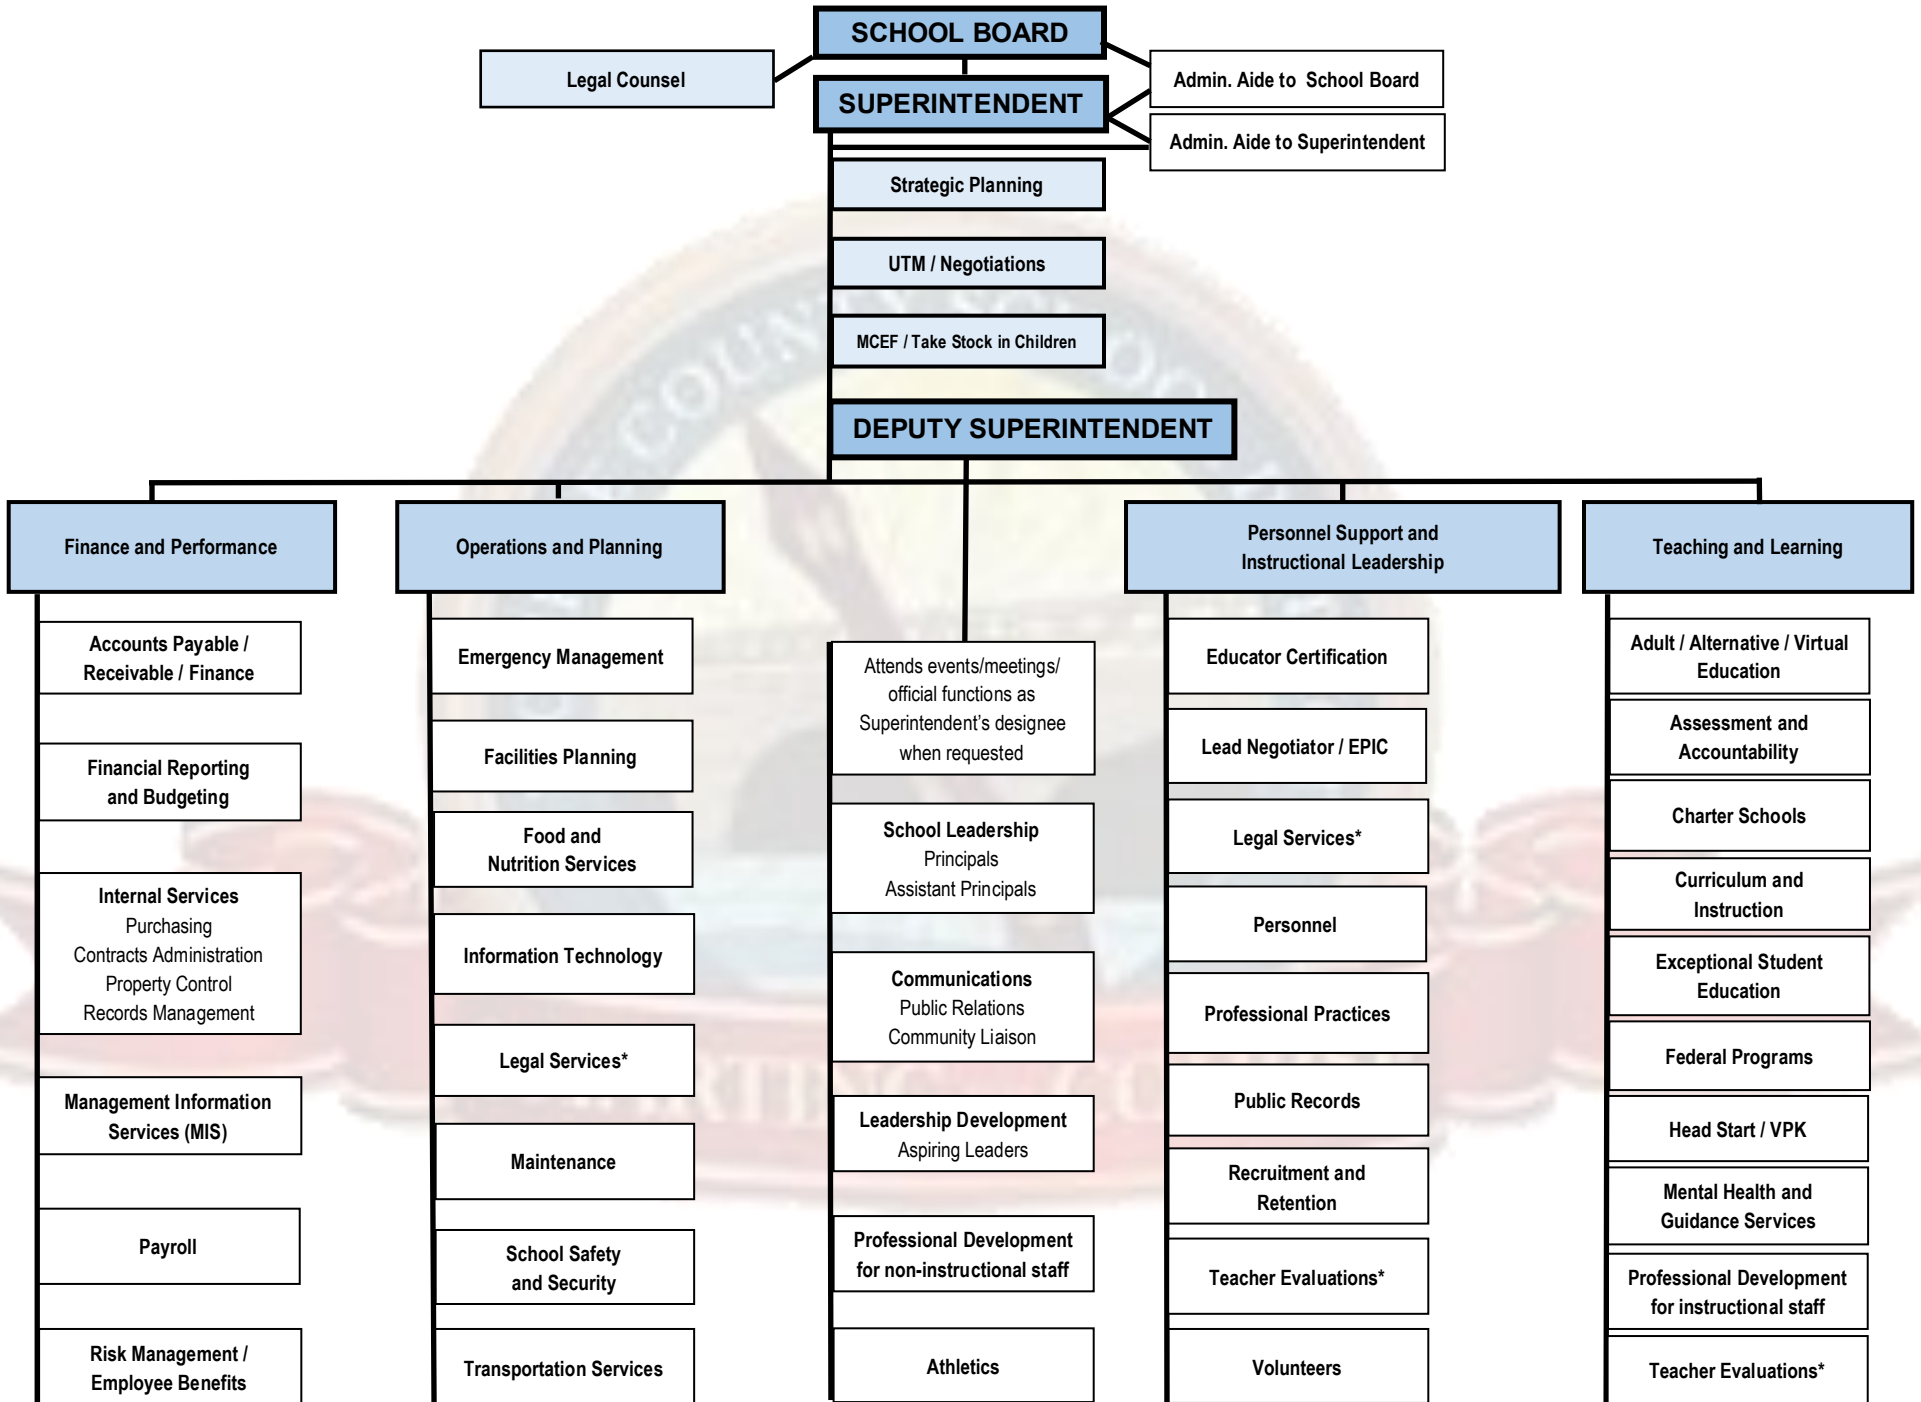 SCHOOL BOARD
Legal Counsel
SUPERINTENDENT
Admin. Aide to School Board
Admin. Aide to Superintendent
Strategic Planning
UTM / Negotiations
MCEF / Take Stock in Children
DEPUTY SUPERINTENDENT
Finance and Performance
Accounts Payable /
Receivable / Finance
Financial Reporting
and Budgeting
Internal Services
Purchasing
Contracts Administration
Property Control
Records Management
Management Information
Services (MIS)
Payroll
Risk Management /
Employee Benefits
Operations and Planning
Emergency Management
Facilities Planning
Food and
Nutrition Services
Information Technology
Legal Services*
Maintenance
School Safety
and Security
Transportation Services
Attends events/meetings/
official functions as
Superintendent's designee
when requested
School Leadership
Principals
Assistant Principals
Communications
Public Relations
Community Liaison
Leadership Development
Aspiring Leaders
Professional Development
for non-instructional staff
Athletics
Personnel Support and
Instructional Leadership
Educator Certification
Lead Negotiator / EPIC
Legal Services*
Personnel
Professional Practices
Public Records
Recruitment and
Retention
Teacher Evaluations*
Volunteers
Teaching and Learning
Adult / Alternative / Virtual
Education
Assessment and
Accountability
Charter Schools
Curriculum and
Instruction
Exceptional Student
Education
Federal Programs
Head Start / VPK
Mental Health and
Guidance Services
Professional Development
for instructional staff
Teacher Evaluations*
COUNTY